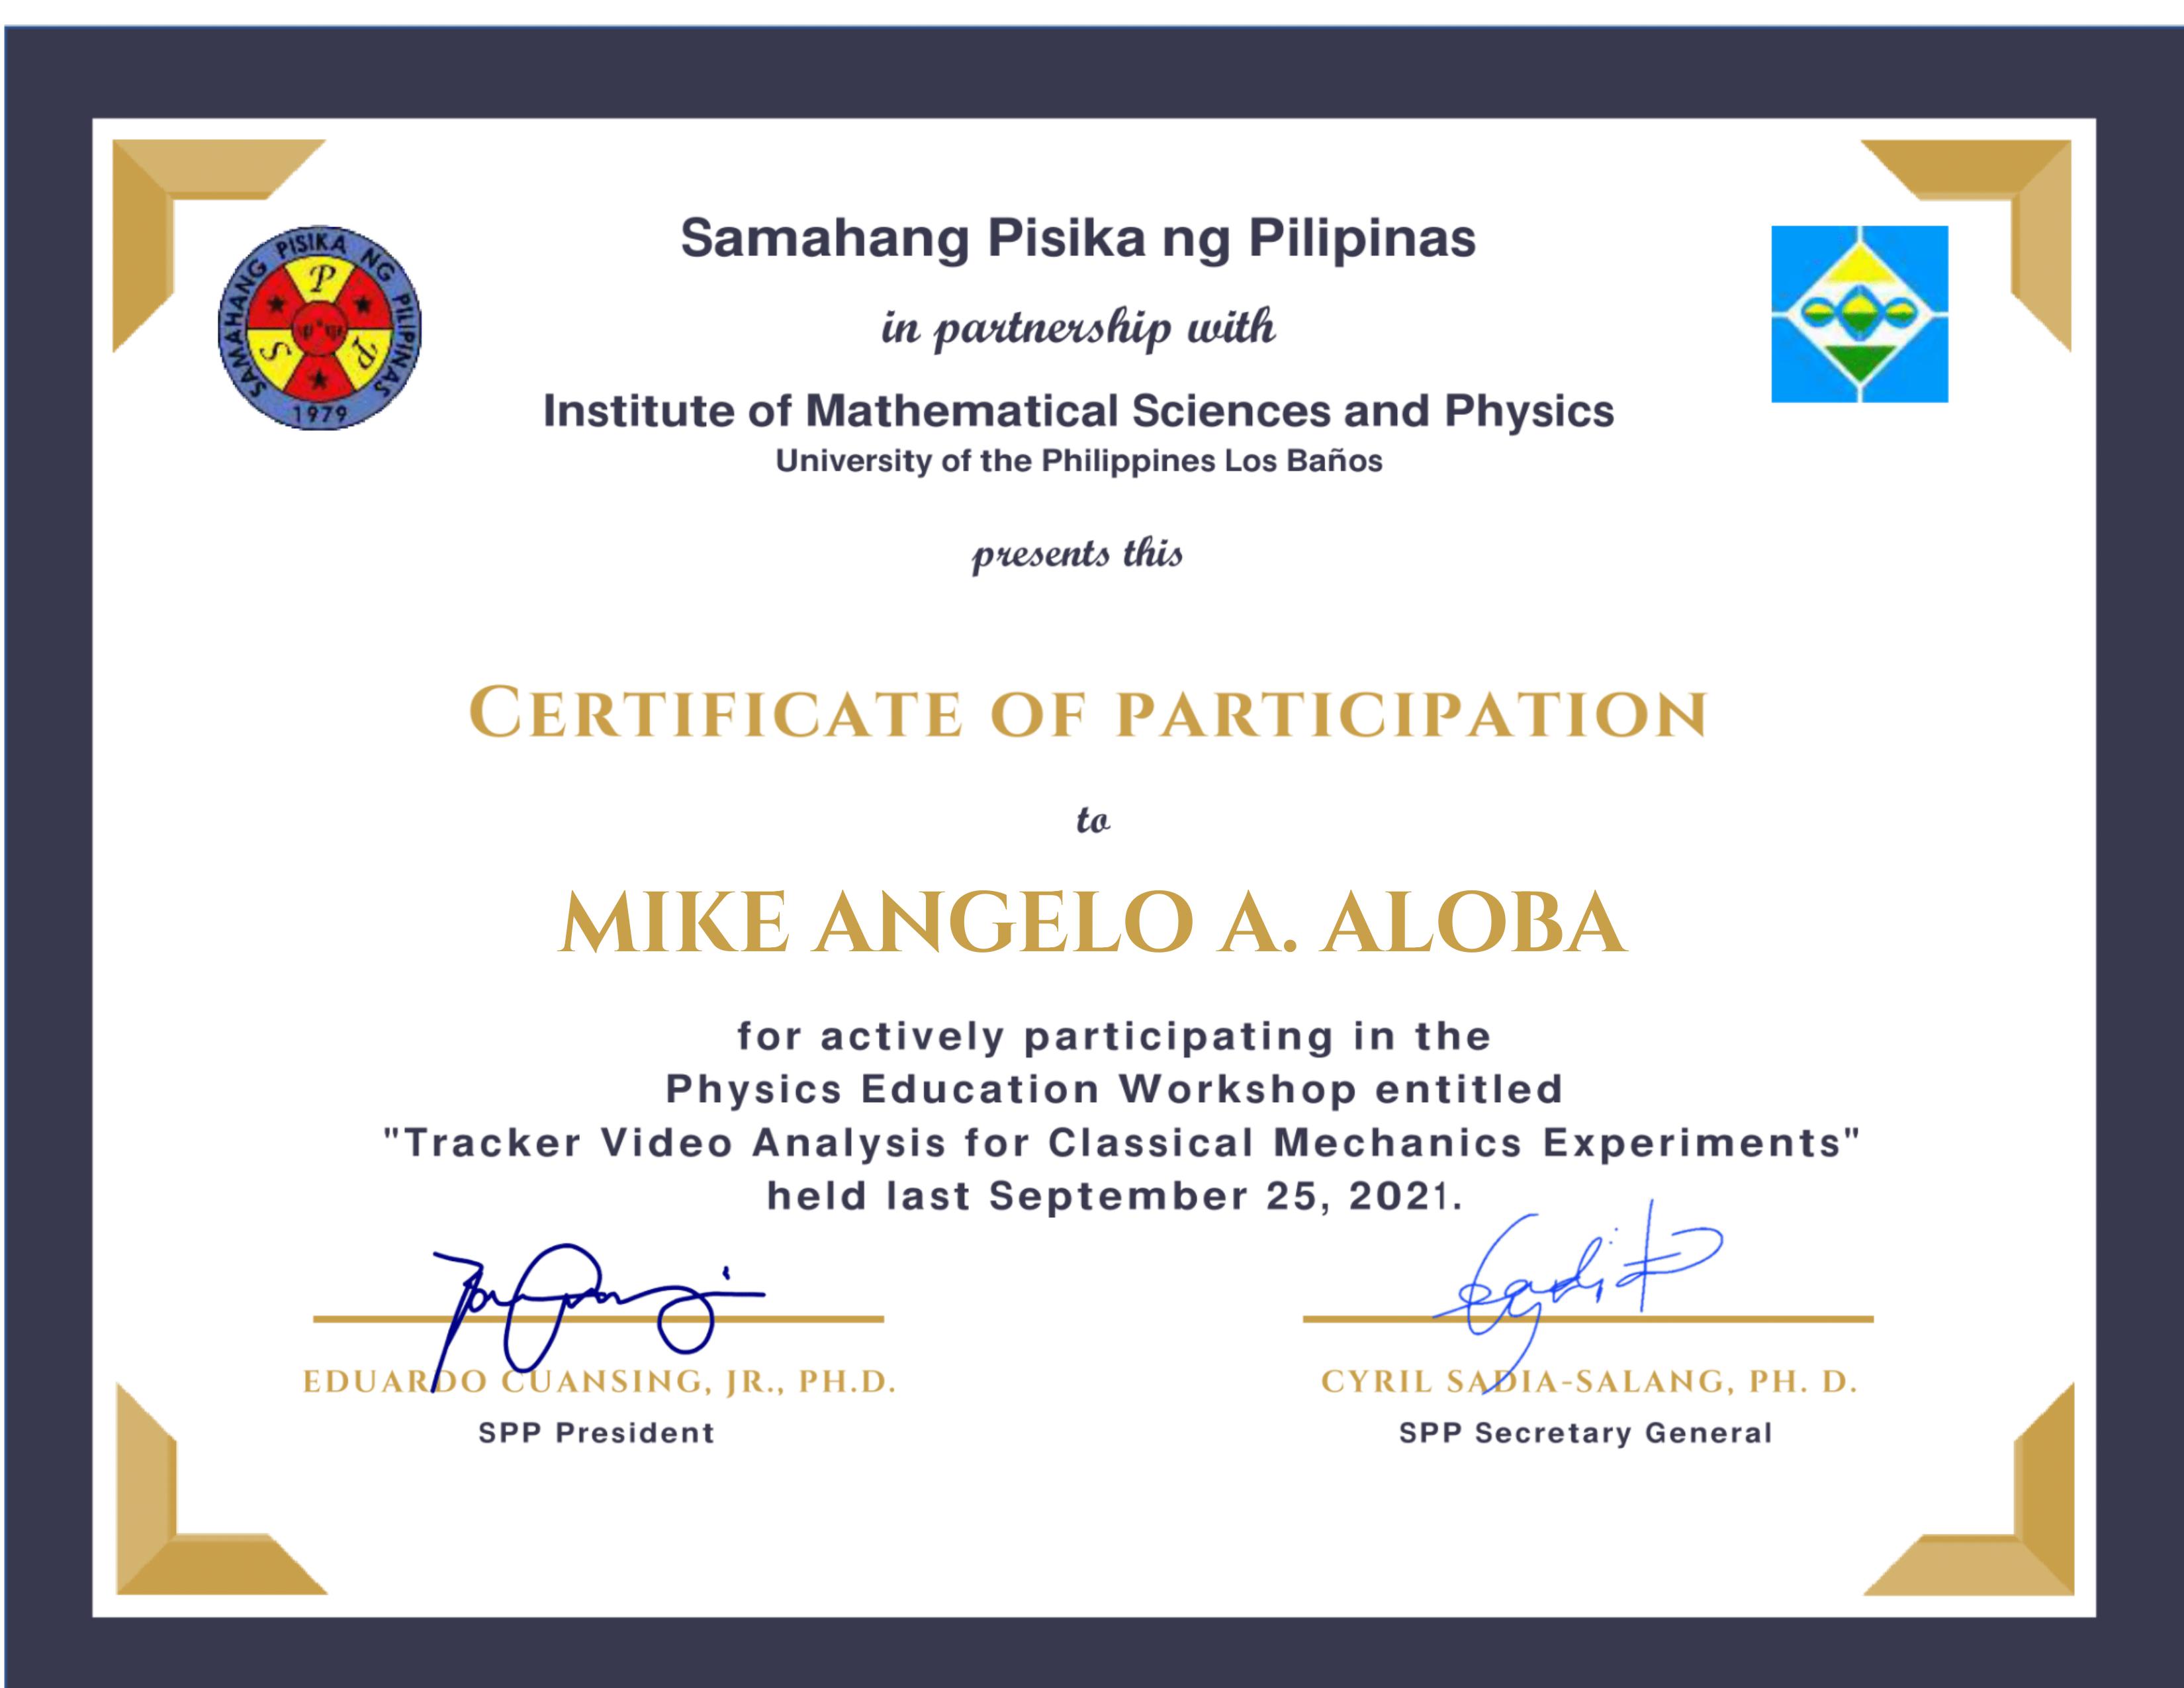 SAMAHANG PISIKA NG PILIPINAS
P
S
P
1979
Samahang Pisika ng Pilipinas
in partnership with
Institute of Mathematical Sciences and Physics
University of the Philippines Los Baños
presents this
CERTIFICATE OF PARTICIPATION
to
MIKE ANGELO A. ALOBA
for actively participating in the
Physics Education Workshop entitled
"Tracker Video Analysis for Classical Mechanics Experiments"
held last September 25, 2021.
EDUARDO CUANSING, JR., PH.D.
SPP President
CYRIL SADIA-SALANG, PH. D.
SPP Secretary General